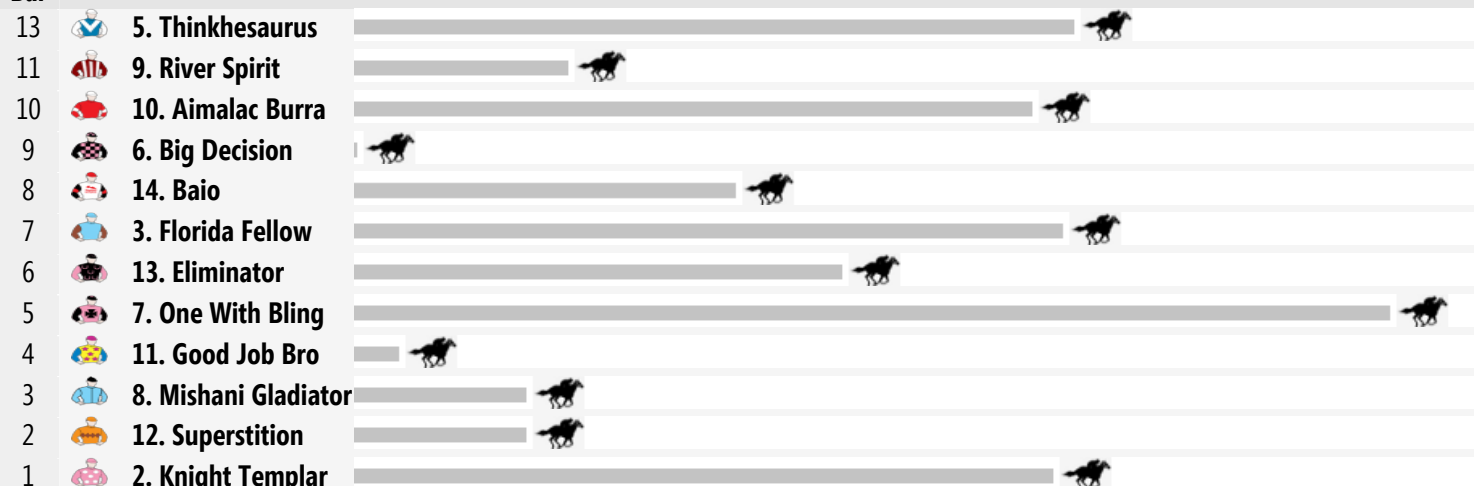 13 5. Thinkhesaurus
11 9. River Spirit
10 10. Aimalac Burra
9 6. Big Decision
8 14. Baio
7 3. Florida Fellow
6 13. Eliminator
5 7. One With Bling
4 11. Good Job Bro
3 8. Mishani Gladiator
2 12. Superstition
1 2. Knight Templar